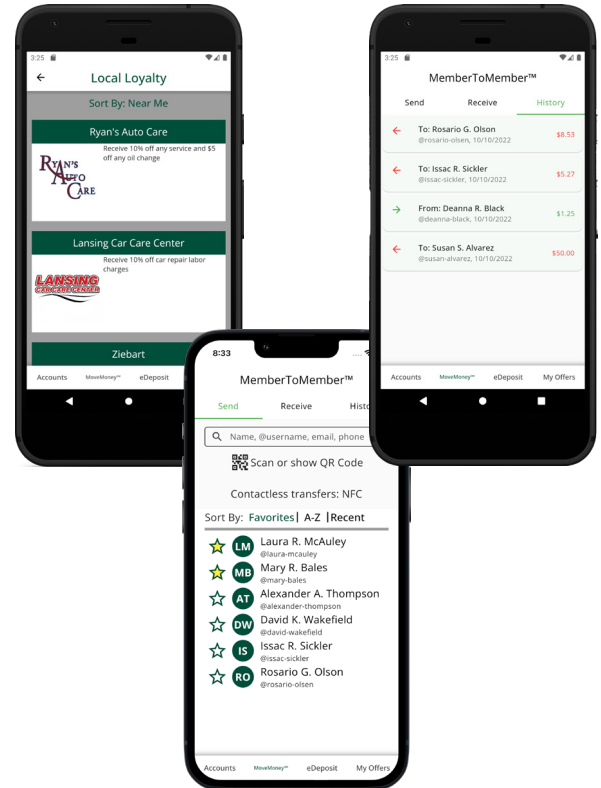 3:25
Local Loyalty
Sort By: Near Me
Ryan's Auto Care
Receive 10% off any service and $5
off any oil change
RYAN'S
AUTO
CARE
Lansing Car Care Center
Receive 10% off car repair labor
charges
LANSING
CAR CARE CENTER
Ziebart
Accounts MoveMoney™ eDeposit
3:25
MemberToMember™
Send Receive History
To: Rosario G. Olson
@rosario-olsen, 10/10/2022
$8.53
To: Issac R. Sickler
@issac-sickler, 10/10/2022
$5.27
From: Deanna R. Black
@deanna-black, 10/10/2022
$1.25
To: Susan S. Alvarez
@susan-alvarez, 10/10/2022
$50.00
Accounts MoveMoney™ eDeposit My Offers
8:33
MemberToMember™
Send Receive Histo
Name, @username, email, phone
Scan or show QR Code
Contactless transfers: NFC
Sort By: Favorites| A-Z |Recent
LM Laura R. McAuley
@laura-mcauley
MB Mary R. Bales
@mary-bales
AT Alexander A. Thompson
@alexander-thompson
DW David K. Wakefield
@david-wakefield
IS Issac R. Sickler
@issac-sickler
RO Rosario G. Olson
@rosario-olsen
Accounts MoveMoney™ eDeposit My Offers